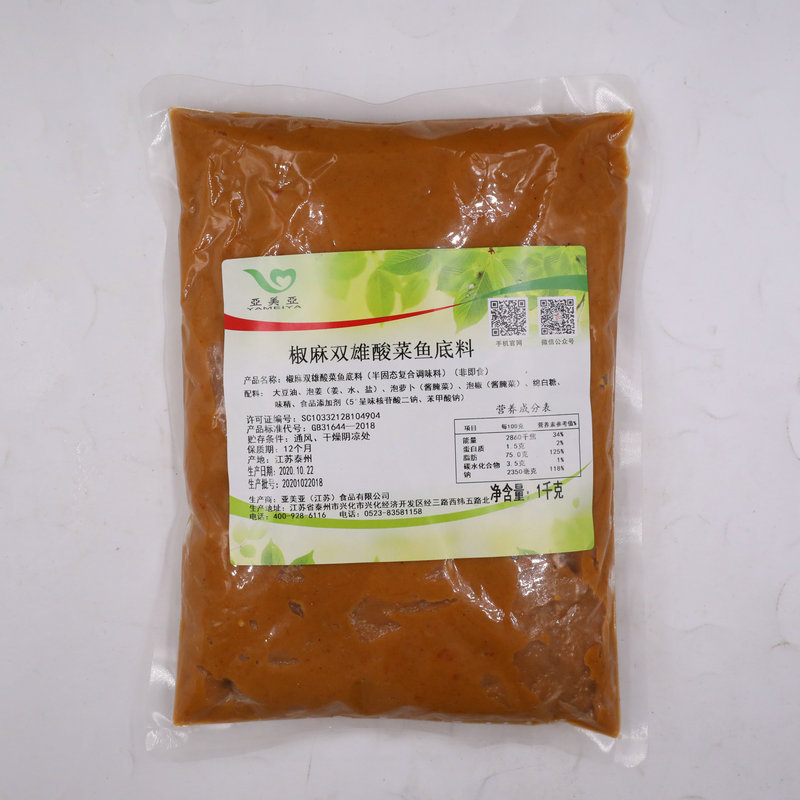 亚美亚
YAMEIYA
手机官网
微信公众号
椒麻双雄酸菜鱼底料
产品名称：椒麻双雄酸菜鱼底料（半固态复合调味料）（非即食）
配料：大豆油、泡姜（姜、水、盐）、泡萝卜（酱腌菜）、泡椒（酱腌菜）、绵白糖、
味精、食品添加剂（5'呈味核苷酸二钠、苯甲酸钠）
许可证编号：SC10332128104904
产品标准代号：GB31644—2018
贮存条件：通风、干燥阴凉处
保质期：12个月
产地：江苏泰州
生产日期：2020.10.22
生产批号：20201022018
营养成分表
项目 每100克 营养素参考值%
能量 2860千焦 34%
蛋白质 1.5克 2%
脂肪 75.0克 125%
碳水化合物 3.5克 1%
钠 2350毫克 118%
净含量：1千克
生产商：亚美亚（江苏）食品有限公司
生产地址：江苏省泰州市兴化市兴化经济开发区经三路西纬五路北
电话：400-928-6116 电话：0523-83581158